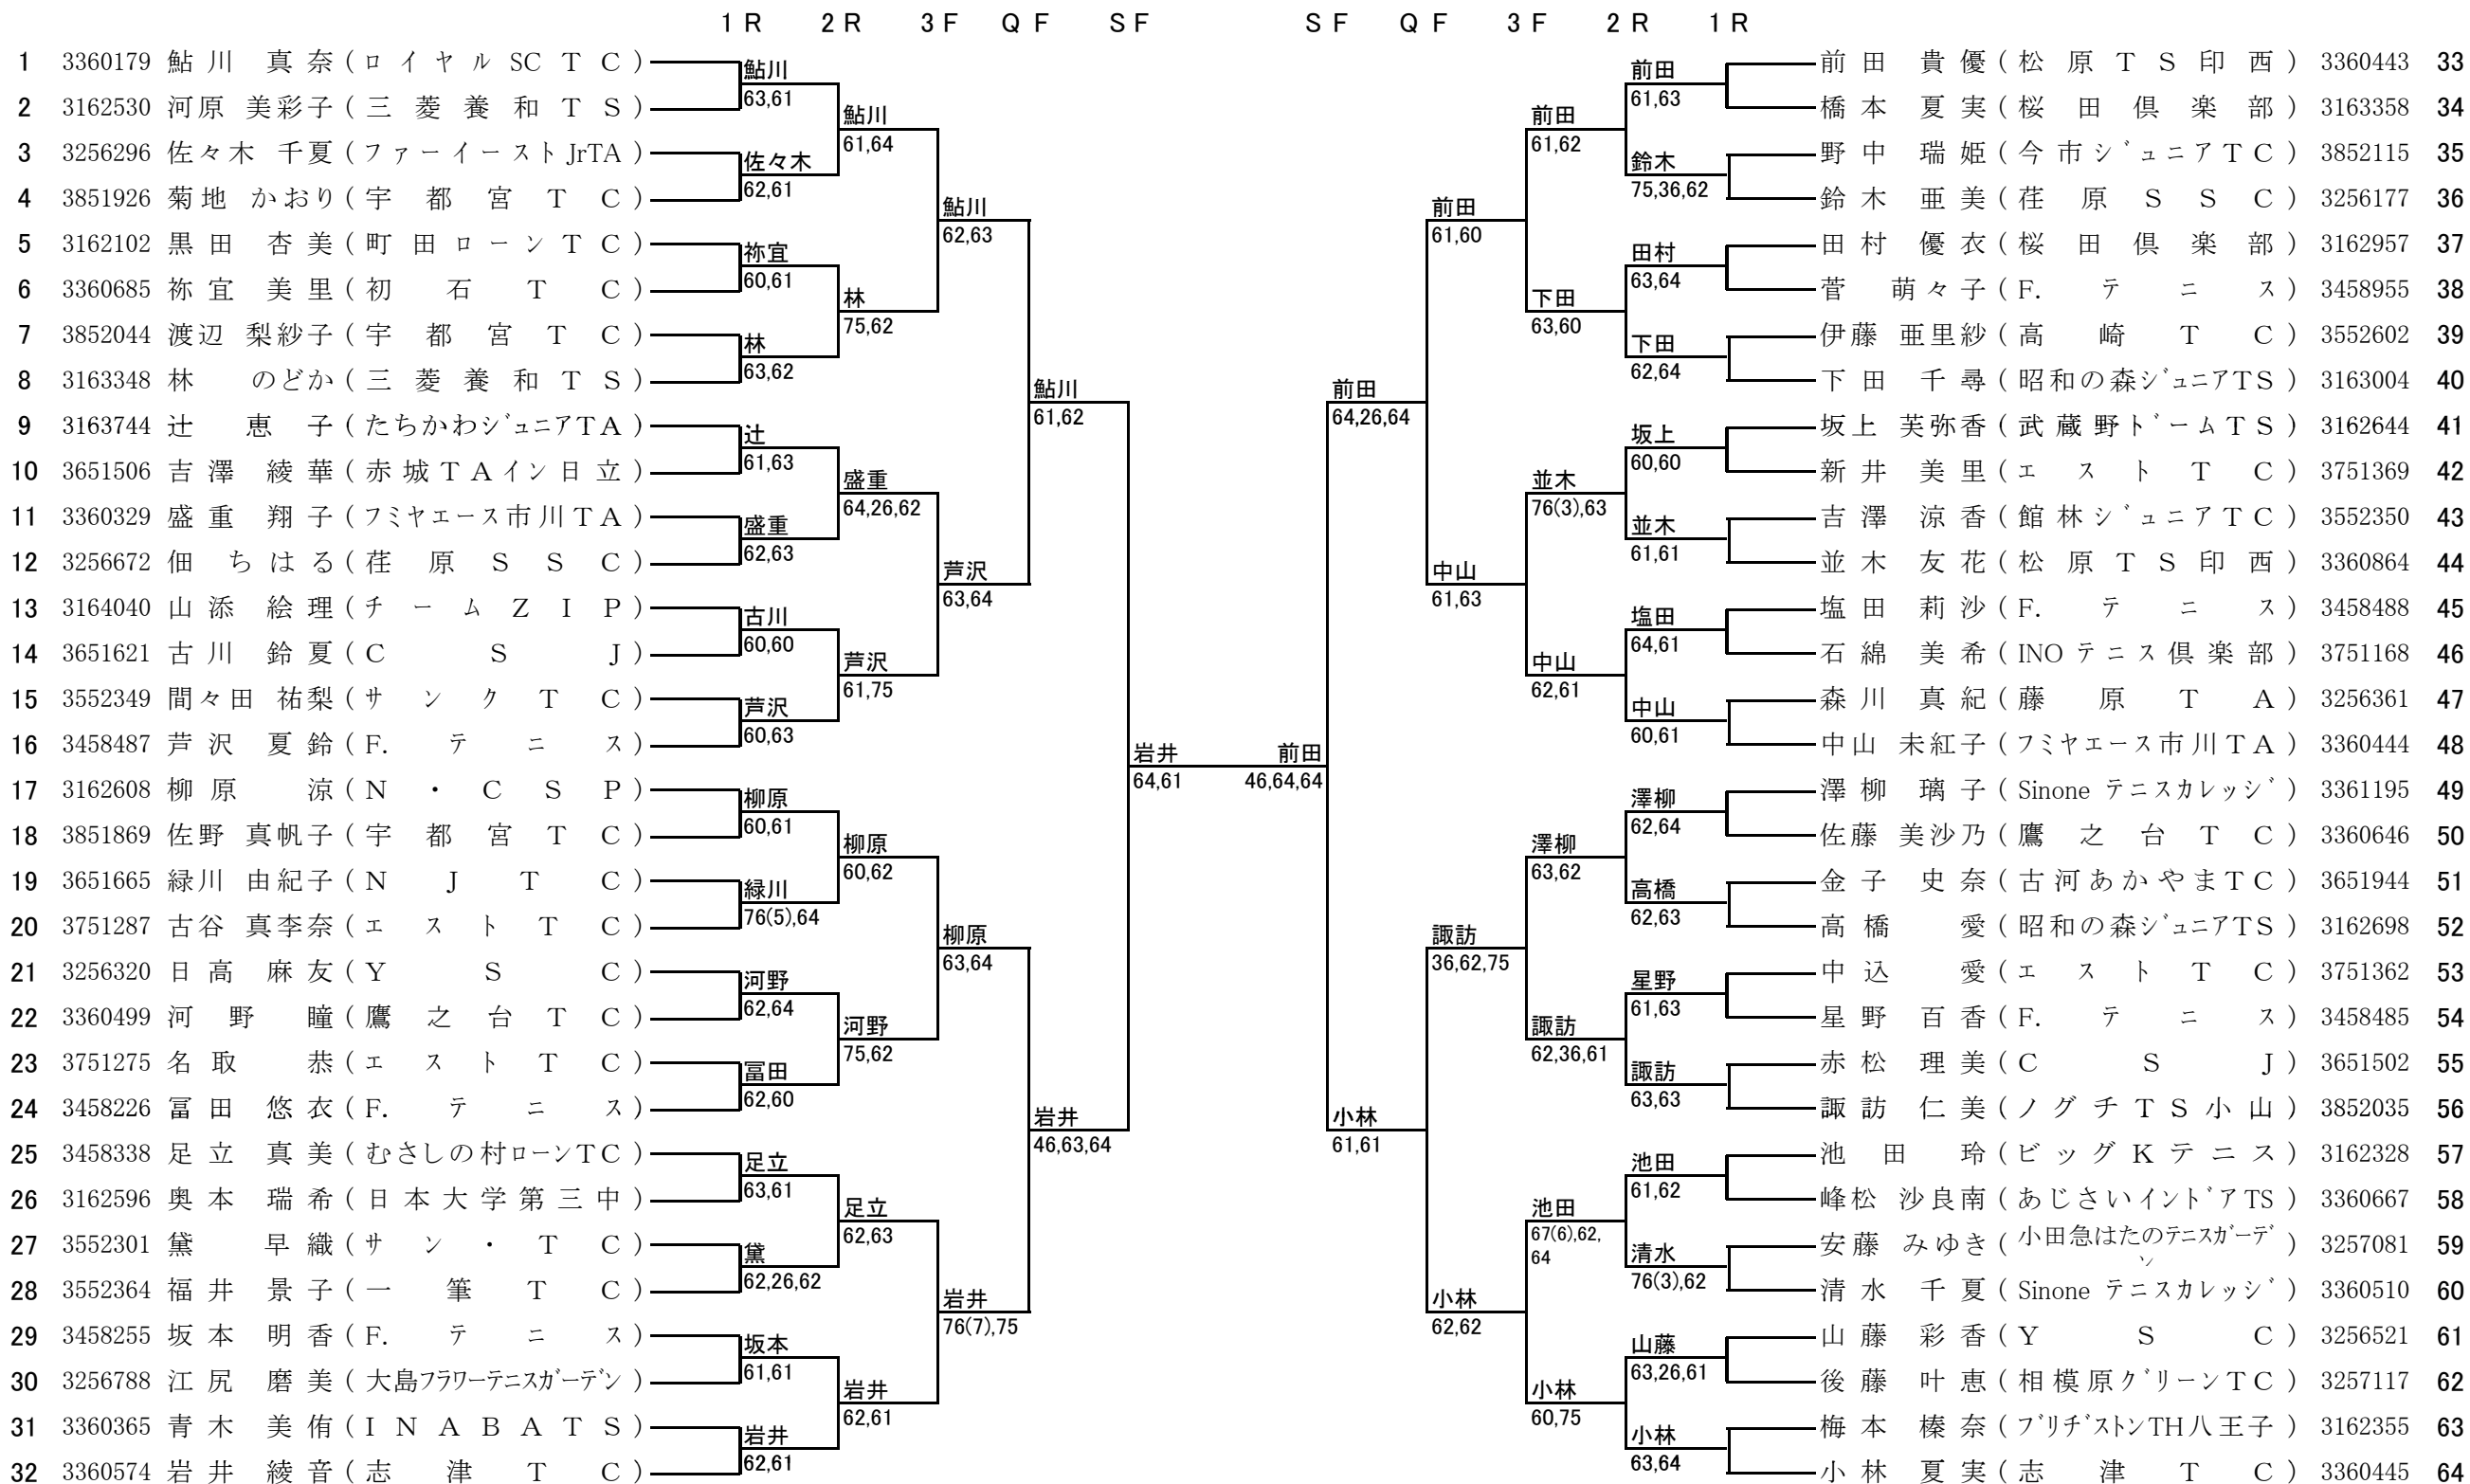 1R 2R 3F QF SF SF QF 3F 2R 1R
1 3360179 鮎川 真奈 (ロイヤルSCTC)
2 3162530 河原 美彩子 (三菱養和TS)
3 3256296 佐々木 千夏 (ファーイーストJrTA)
4 3851926 菊地 かおり (宇都宮TC)
5 3162102 黒田 杏美 (町田ローンTC)
6 3360685 祢宜 美里 (初石TC)
7 3852044 渡辺 梨紗子 (宇都宮TC)
8 3163348 林 のどか (三菱養和TS)
9 3163744 辻 恵子 (たちかわジュニアTA)
10 3651506 吉澤 綾華 (赤城TAイン日立)
11 3360329 盛重 翔子 (フミヤエース市川TA)
12 3256672 佃 ちはる (荏原SSC)
13 3164040 山添 絵理 (チームZIP)
14 3651621 古川 鈴夏 (CSJ)
15 3552349 間々田 祐梨 (サンクTC)
16 3458487 芦沢 夏鈴 (F.テニス)
17 3162608 柳原 涼 (N・CSP)
18 3851869 佐野 真帆子 (宇都宮TC)
19 3651665 緑川 由紀子 (NJTC)
20 3751287 古谷 真李奈 (エストTC)
21 3256320 日高 麻友 (YSC)
22 3360499 河野 瞳 (鷹之台TC)
23 3751275 名取 恭 (エストTC)
24 3458226 冨田 悠衣 (F.テニス)
25 3458338 足立 真美 (むさしの村ローンTC)
26 3162596 奥本 瑞希 (日本大学第三中)
27 3552301 黛 早織 (サン・TC)
28 3552364 福井 景子 (一筆TC)
29 3458255 坂本 明香 (F.テニス)
30 3256788 江尻 磨美 (大島フラワーテニスガーデン)
31 3360365 青木 美侑 (INABATS)
32 3360574 岩井 綾音 (志津TC)
鮎川
63,61
佐々木
62,61
祢宜
60,61
林
63,62
辻
61,63
盛重
62,63
古川
60,60
芦沢
60,63
柳原
60,61
緑川
76(5),64
河野
62,64
冨田
62,60
足立
63,61
黛
62,26,62
坂本
61,61
岩井
62,61
鮎川
61,64
林
75,62
盛重
64,26,62
芦沢
61,75
柳原
60,62
河野
75,62
足立
62,63
岩井
62,61
鮎川
62,63
芦沢
63,64
柳原
63,64
岩井
76(7),75
鮎川
61,62
岩井
46,63,64
岩井
64,61
前田
46,64,64
前田
64,26,64
小林
61,61
前田
61,60
中山
61,63
諏訪
36,62,75
小林
62,62
前田
61,62
下田
63,60
並木
76(3),63
中山
62,61
澤柳
63,62
諏訪
62,36,61
池田
67(6),62,
64
小林
60,75
前田
61,63
鈴木
75,36,62
田村
63,64
下田
62,64
坂上
60,60
並木
61,61
塩田
64,61
中山
60,61
澤柳
62,64
高橋
62,63
星野
61,63
諏訪
63,63
池田
61,62
清水
76(3),62
山藤
63,26,61
小林
63,64
前田 貴優 (松原TS印西) 3360443 33
橋本 夏実 (桜田倶楽部) 3163358 34
野中 瑞姫 (今市ジュニアTC) 3852115 35
鈴木 亜美 (荏原SSC) 3256177 36
田村 優衣 (桜田倶楽部) 3162957 37
菅 萌々子 (F.テニス) 3458955 38
伊藤 亜里紗 (高崎TC) 3552602 39
下田 千尋 (昭和の森ジュニアTS) 3163004 40
坂上 芙弥香 (武蔵野ドームTS) 3162644 41
新井 美里 (エストTC) 3751369 42
吉澤 涼香 (館林ジュニアTC) 3552350 43
並木 友花 (松原TS印西) 3360864 44
塩田 莉沙 (F.テニス) 3458488 45
石綿 美希 (INOテニス倶楽部) 3751168 46
森川 真紀 (藤原TA) 3256361 47
中山 未紅子 (フミヤエース市川TA) 3360444 48
澤柳 璃子 (Sinone テニスカレッジ) 3361195 49
佐藤 美沙乃 (鷹之台TC) 3360646 50
金子 史奈 (古河あかやまTC) 3651944 51
高橋 愛 (昭和の森ジュニアTS) 3162698 52
中込 愛 (エストTC) 3751362 53
星野 百香 (F.テニス) 3458485 54
赤松 理美 (CSJ) 3651502 55
諏訪 仁美 (ノグチTS小山) 3852035 56
池田 玲 (ビッグKテニス) 3162328 57
峰松 沙良南 (あじさいインドアTS) 3360667 58
安藤 みゆき (小田急はたのテニスガーデン) 3257081 59
清水 千夏 (Sinone テニスカレッジ) 3360510 60
山藤 彩香 (YSC) 3256521 61
後藤 叶恵 (相模原グリーンTC) 3257117 62
梅本 榛奈 (ブリヂストンTH八王子) 3162355 63
小林 夏実 (志津TC) 3360445 64